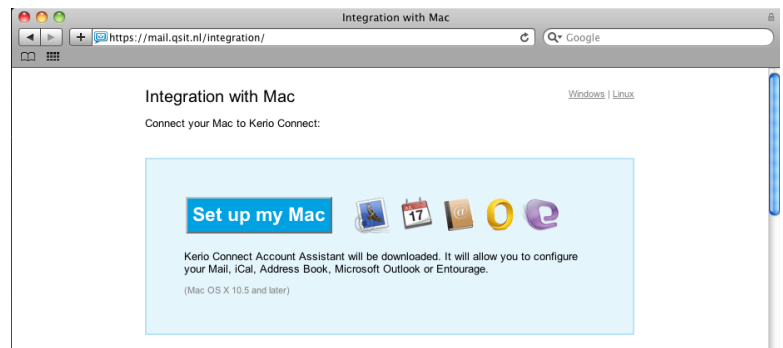 Integration with Mac
https://mail.qsit.nl/integration/
Google
Integration with Mac
Windows | Linux
Connect your Mac to Kerio Connect:
Set up my Mac
17
@
Kerio Connect Account Assistant will be downloaded. It will allow you to configure
your Mail, iCal, Address Book, Microsoft Outlook or Entourage.
(Mac OS X 10.5 and later)